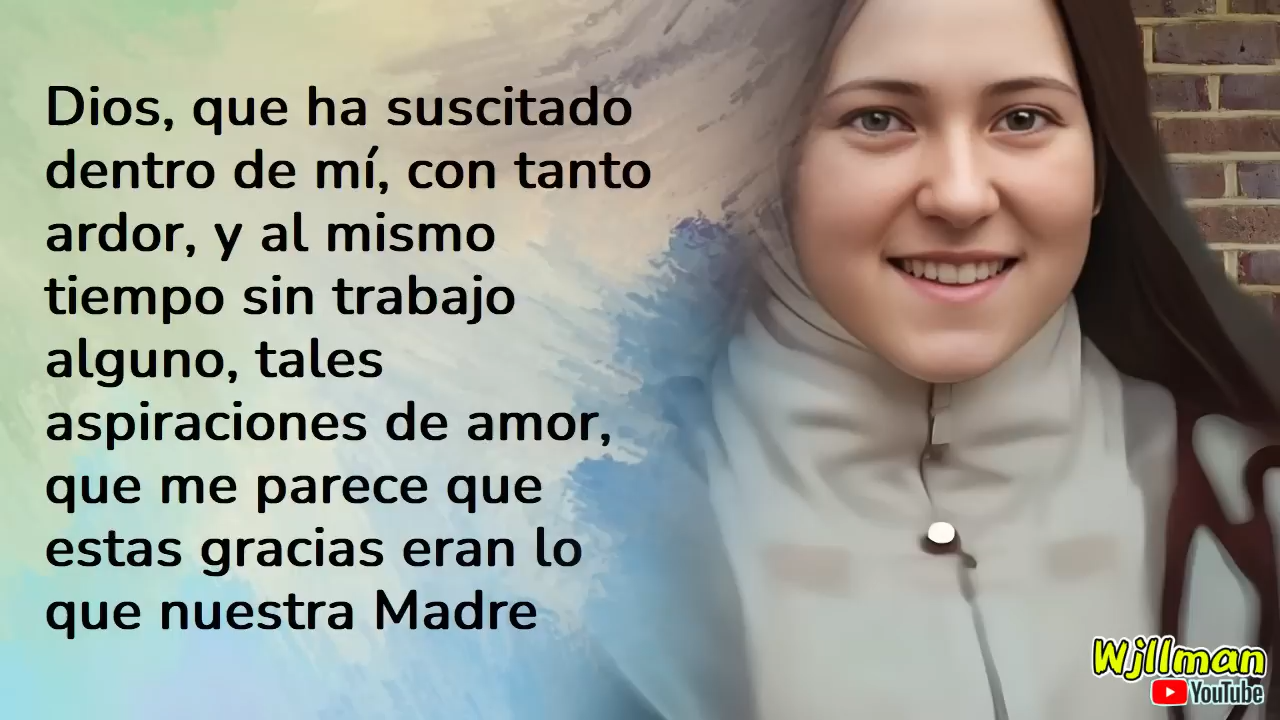 Dios, que ha suscitado
dentro de mí, con tanto
ardor, y al mismo
tiempo sin trabajo
alguno, tales
aspiraciones de amor,
que me parece que
estas gracias eran lo
que nuestra Madre
Wjllman
YouTube